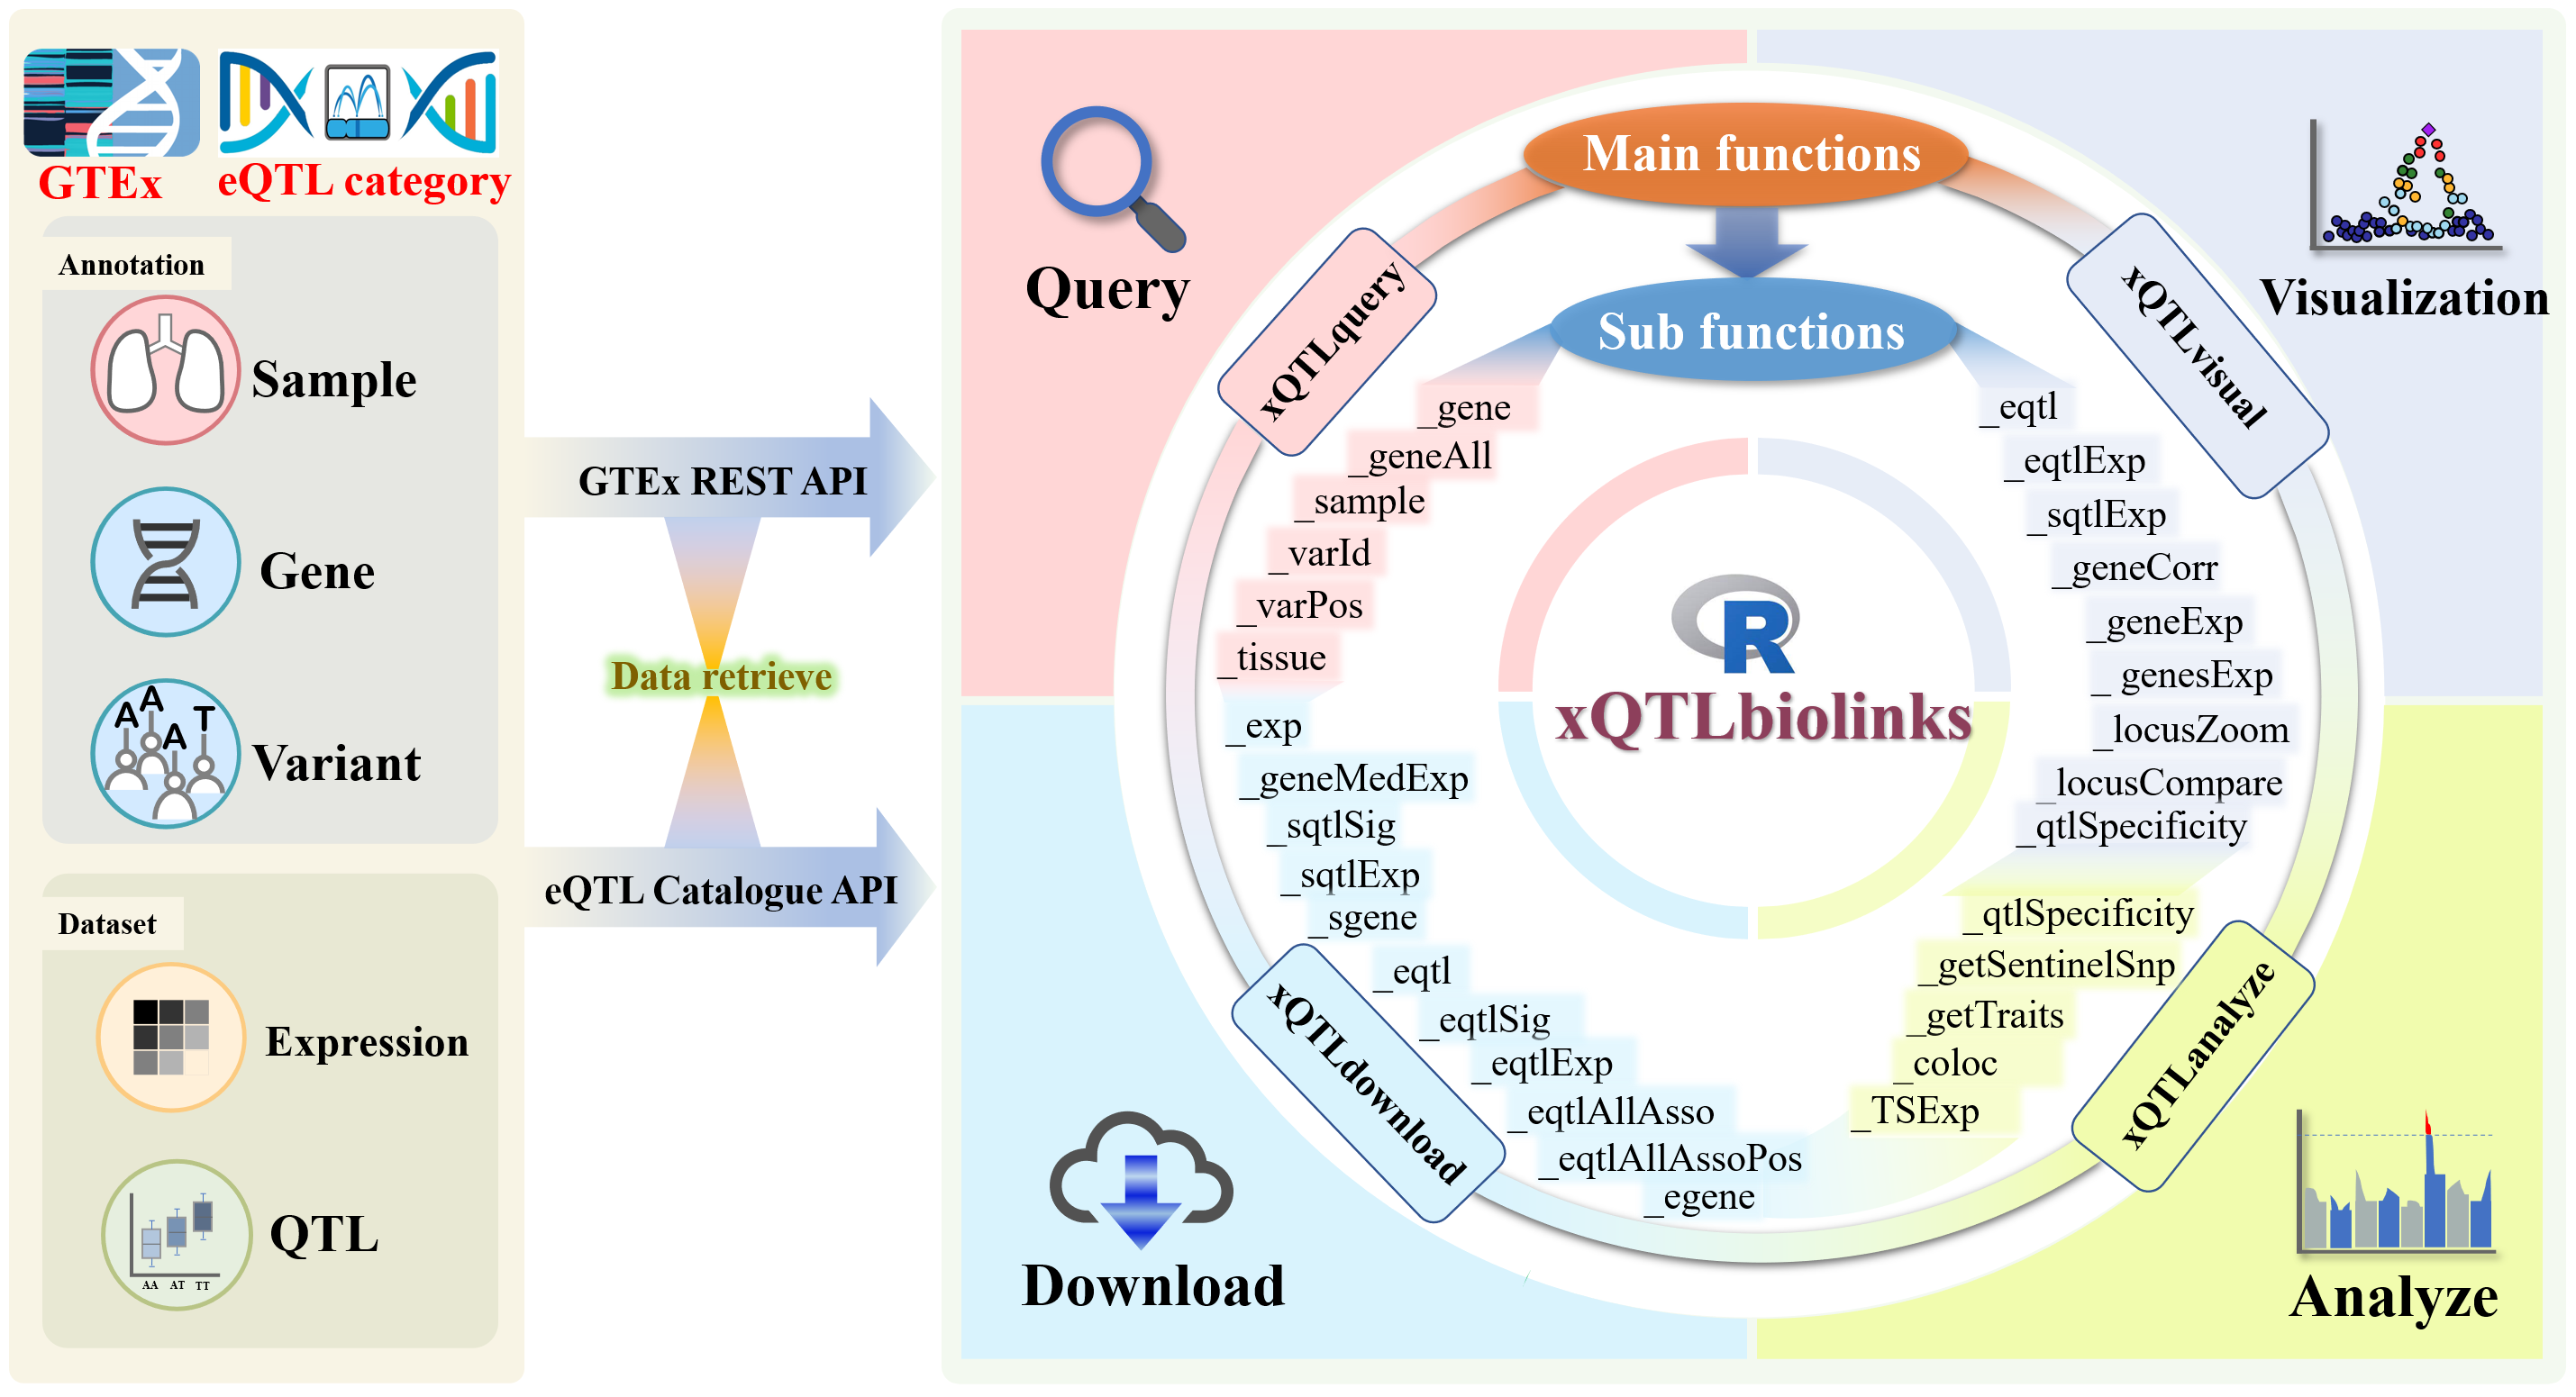 GTEx
eQTL category
Annotation
Sample
Gene
A A A T
Variant
Dataset
Expression
AA AT TT
QTL
GTEx REST API
Data retrieve
eQTL Catalogue API
Query
Visualization
Download
Analyze
Main functions
Sub functions
xQTLquery
_gene
_geneAll
_sample
_varId
_varPos
_tissue
xQTLdownload
_exp
_geneMedExp
_sqtlSig
_sqtlExp
_sgene
_eqtl
_eqtlSig
_eqtlExp
_eqtlAllAsso
_eqtlAllAssoPos
_egene
xQTLvisual
_eqtl
_eqtlExp
_sqtlExp
_geneCorr
_geneExp
_ genesExp
_locusZoom
_locusCompare
_qtlSpecificity
xQTLanalyze
_qtlSpecificity
_getSentinelSnp
_getTraits
_coloc
_TSExp
R
xQTLbiolinks